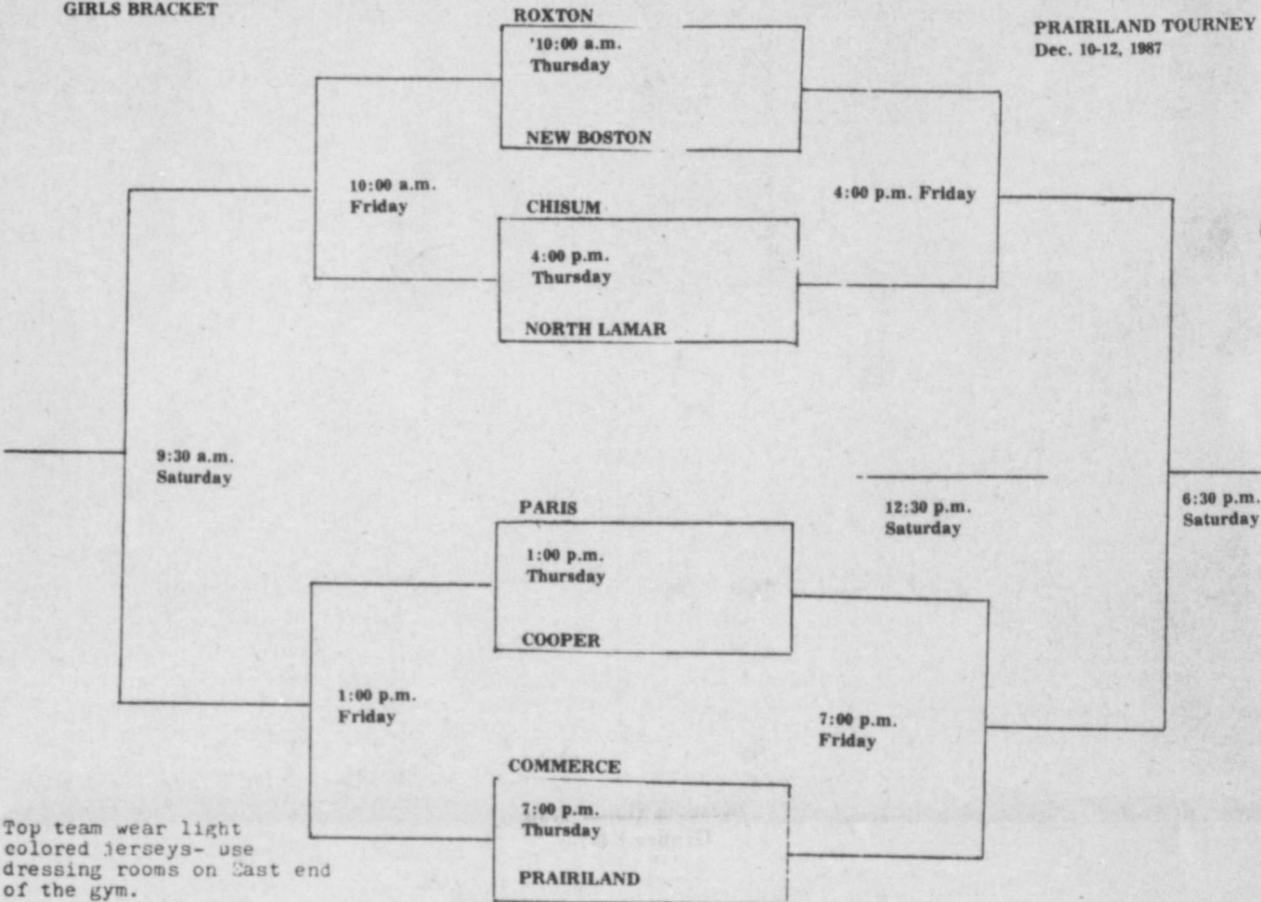 GIRLS BRACKET
PRAIRILAND TOURNEY
Dec. 10-12, 1987
ROXTON
'10:00 a.m.
Thursday
NEW BOSTON
10:00 a.m.
Friday
4:00 p.m. Friday
CHISUM
4:00 p.m.
Thursday
NORTH LAMAR
9:30 a.m.
Saturday
PARIS
1:00 p.m.
Thursday
COOPER
12:30 p.m.
Saturday
6:30 p.m.
Saturday
1:00 p.m.
Friday
7:00 p.m.
Friday
COMMERCE
7:00 p.m.
Thursday
PRAIRILAND
Top team wear light
colored jerseys- use
dressing rooms on East end
of the gym.